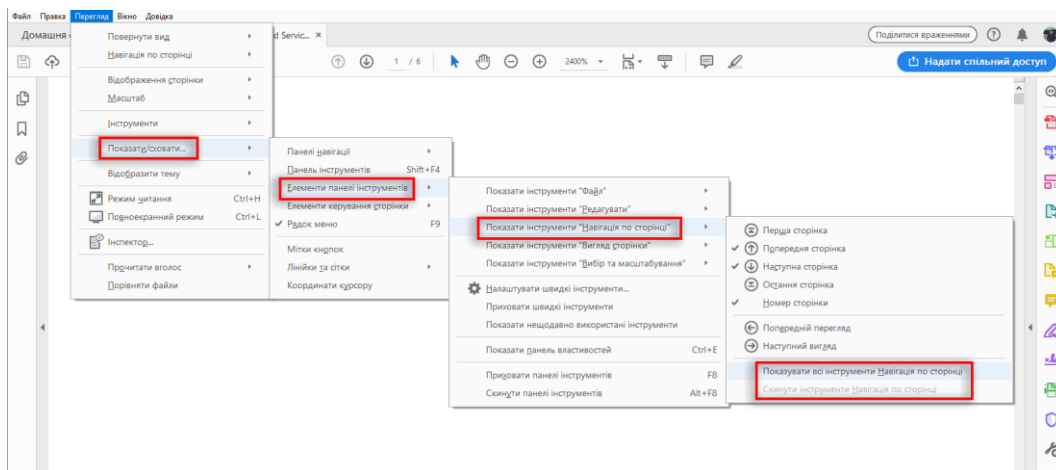 Файл Правка Перегляд Вікно Довідка
Домашня
d Servic... ×
Поділитися враженнями
1 / 6
2400%
Надати спільний доступ
Повернути вид
Навігація по сторінці
Відображення сторінки
Масштаб
Інструменти
Показати/сховати...
Відобразити тему
Режим читання Ctrl+H
Повноекранний режим Ctrl+L
Інспектор...
Прочитати вголос
Порівняти файли
Панелі навігації
Панель інструментів Shift+F4
Елементи панелі інструментів
Елементи керування сторінки
Рядок меню F9
Мітки кнопок
Лінійки та сітки
Координати курсору
Показати інструменти "Файл"
Показати інструменти "Редагувати"
Показати інструменти "Навігація по сторінці"
Показати інструменти "Вигляд сторінки"
Показати інструменти "Вибір та масштабування"
Налаштувати швидкі інструменти...
Приховати швидкі інструменти
Показати нещодавно використані інструменти
Показати панель властивостей Ctrl+E
Приховати панелі інструментів F8
Скинути панелі інструментів Alt+F8
Перша сторінка
Попередня сторінка
Наступна сторінка
Остання сторінка
Номер сторінки
Попередній перегляд
Наступний вигляд
Показувати всі інструменти Навігація по сторінці
Скинути інструменти Навігація по сторінці